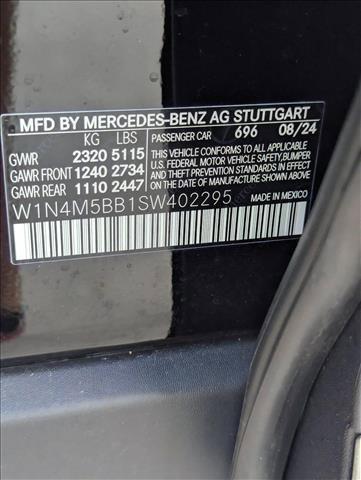 MFD BY MERCEDES-BENZ AG STUTTGART
KG LBS PASSENGER CAR 696 08/24
GVWR 2320 5115 THIS VEHICLE CONFORMS TO ALL APPLICABLE
GAWR FRONT 1240 2734 U.S. FEDERAL MOTOR VEHICLE SAFETY, BUMPER
GAWR REAR 1110 2447 AND THEFT PREVENTION STANDARDS IN EFFECT
ON THE DATE OF MANUFACTURE SHOWN ABOVE.
W1N4M5BB1SW402295 MADE IN MEXICO